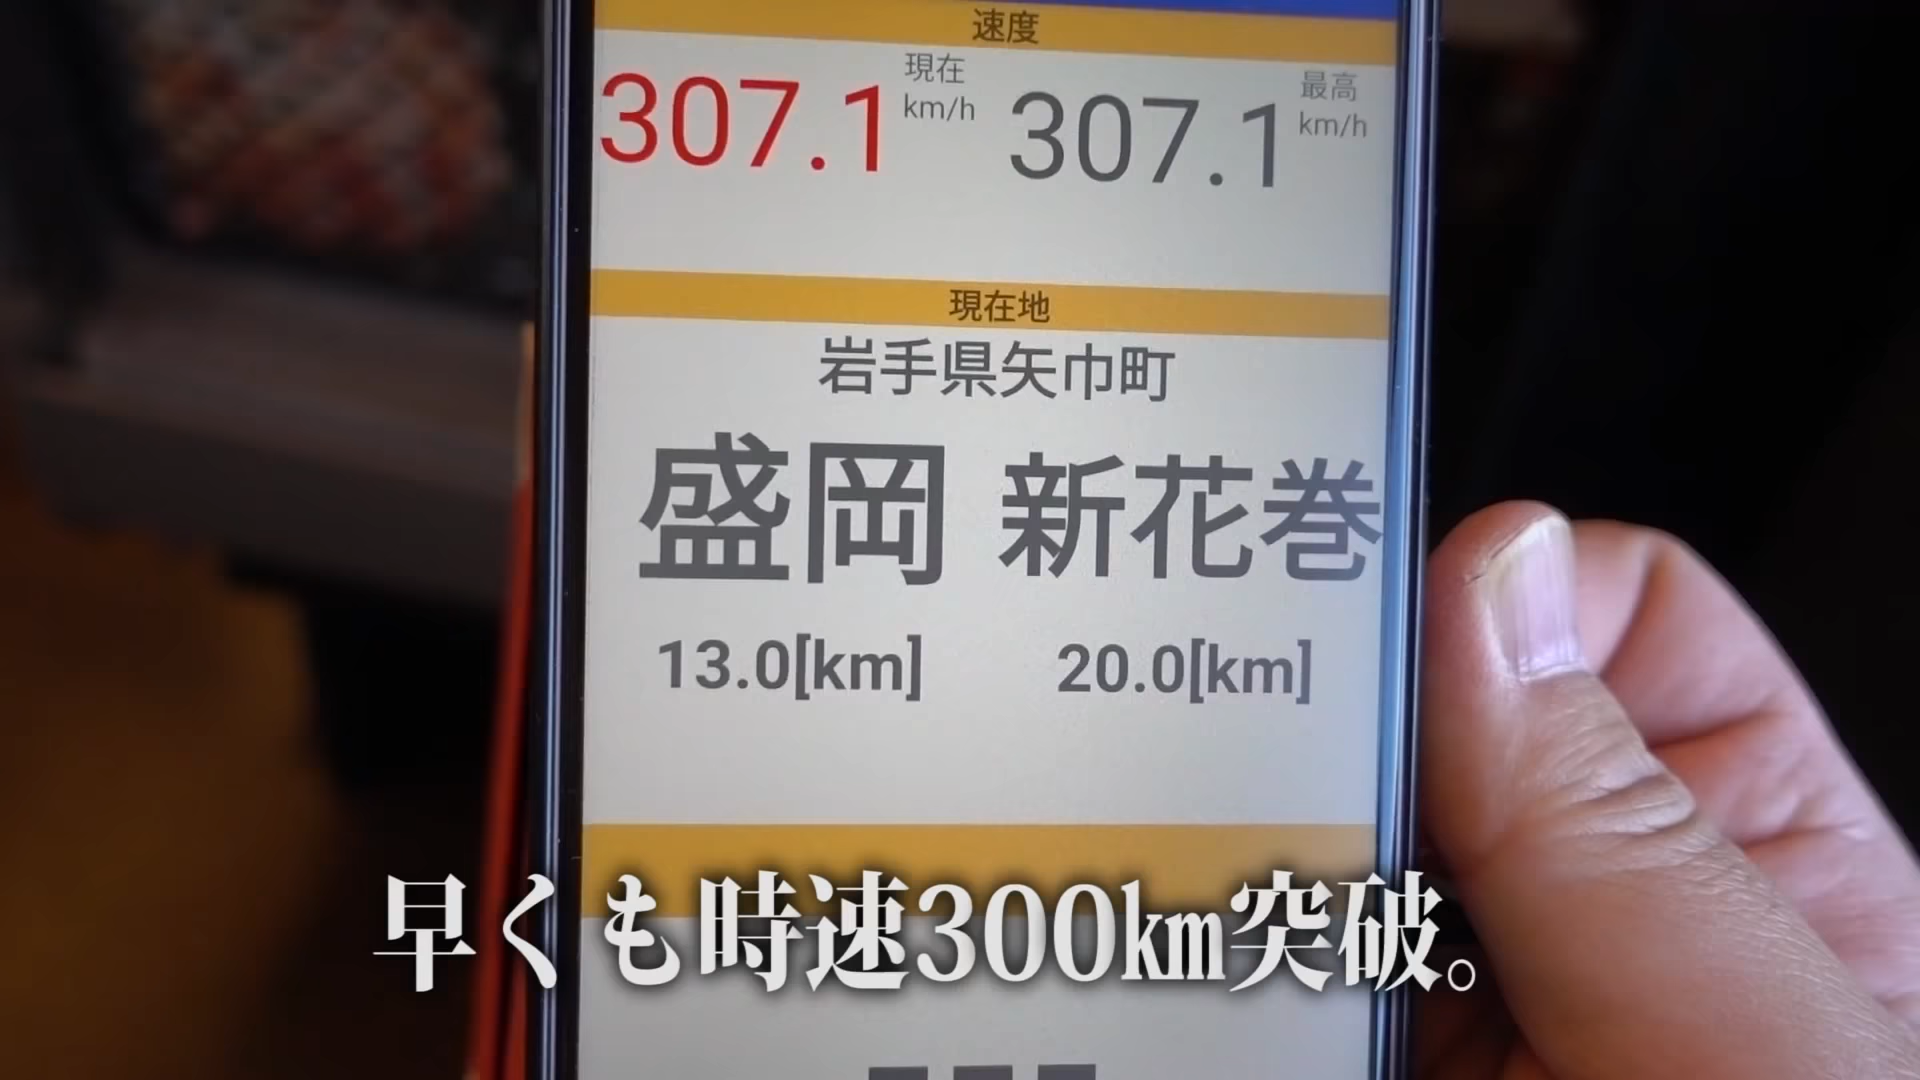 速度
307.1 現在 km/h 307.1 最高 km/h
現在地
岩手県矢巾町
盛岡 新花巻
13.0[km] 20.0[km]
早くも時速300㎞突破。